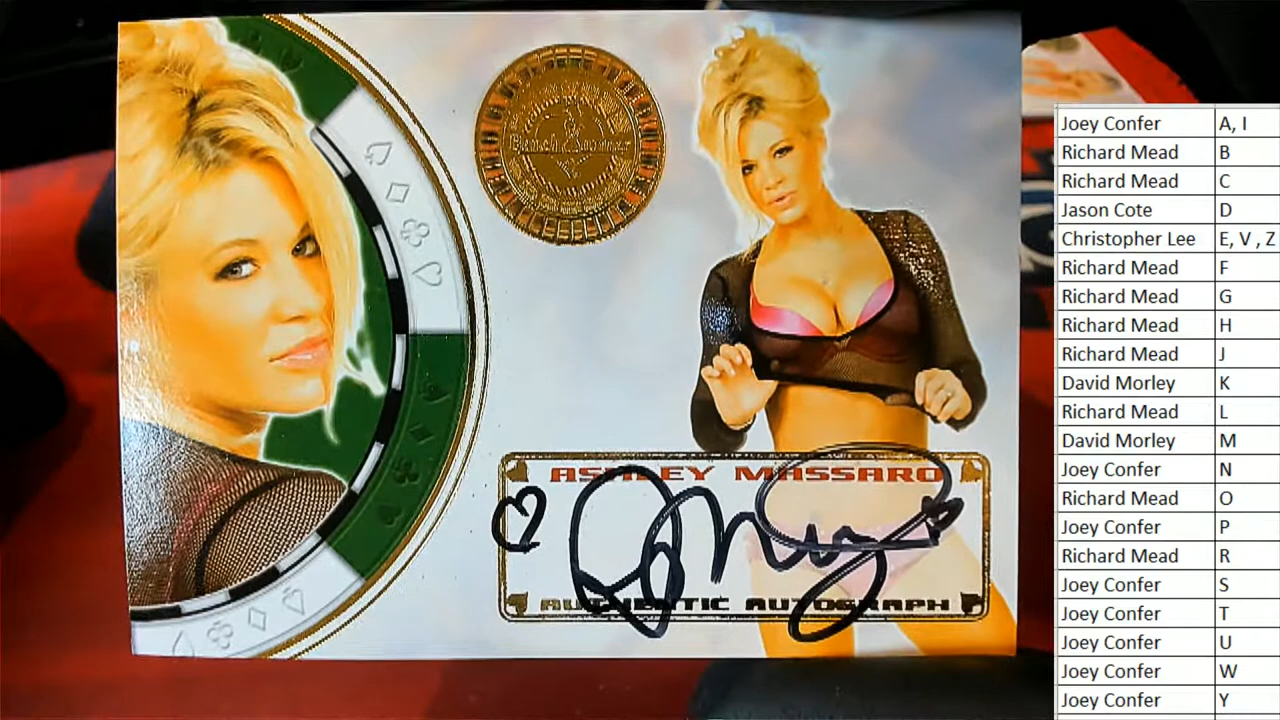 Bench Warmer
ASHLEY MASSARO
AUTHENTIC AUTOGRAPH
Joey Confer A, I
Richard Mead B
Richard Mead C
Jason Cote D
Christopher Lee E, V , Z
Richard Mead F
Richard Mead G
Richard Mead H
Richard Mead J
David Morley K
Richard Mead L
David Morley M
Joey Confer N
Richard Mead O
Joey Confer P
Richard Mead R
Joey Confer S
Joey Confer T
Joey Confer U
Joey Confer W
Joey Confer Y